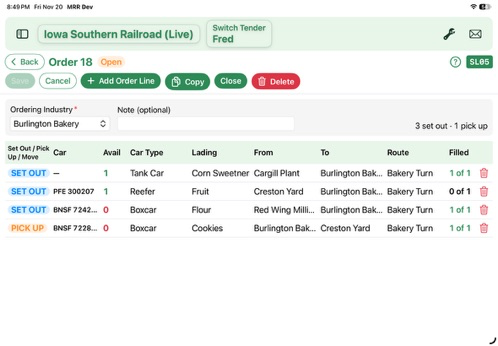 8:49 PM Fri Nov 20 MRR Dev
Iowa Southern Railroad (Live)
Switch Tender
Fred
Back Order 18 Open ? SL05
Save Cancel + Add Order Line Copy Close Delete
Ordering Industry* Note (optional)
Burlington Bakery 3 set out · 1 pick up
Set Out / Pick Up / Move Car Avail Car Type Lading From To Route Filled
SET OUT — 1 Tank Car Corn Sweetner Cargill Plant Burlington Bak... Bakery Turn 1 of 1
SET OUT PFE 300207 1 Reefer Fruit Creston Yard Burlington Bak... Bakery Turn 0 of 1
SET OUT BNSF 7242... 0 Boxcar Flour Red Wing Milli... Burlington Bak... Bakery Turn 1 of 1
PICK UP BNSF 7228... 0 Boxcar Cookies Burlington Bak... Creston Yard Bakery Turn 1 of 1